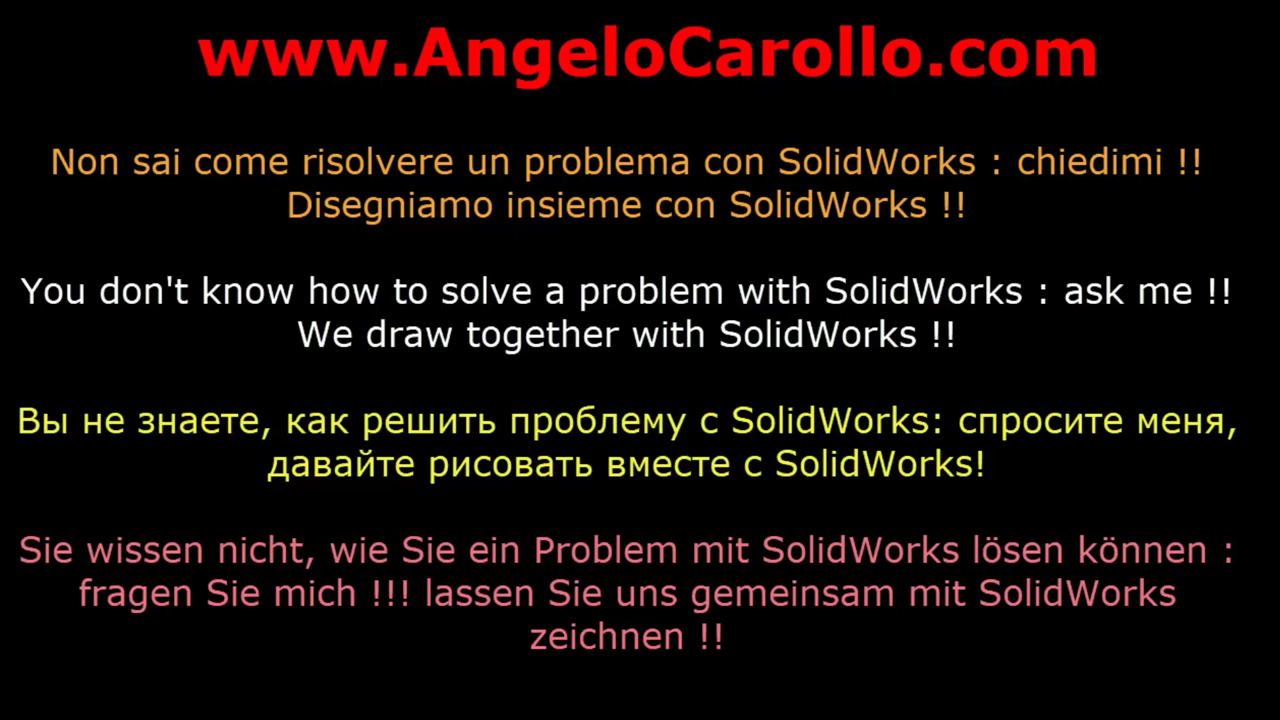 www.AngeloCarollo.com
Non sai come risolvere un problema con SolidWorks : chiedimi !!
Disegniamo insieme con SolidWorks !!
You don't know how to solve a problem with SolidWorks : ask me !!
We draw together with SolidWorks !!
Вы не знаете, как решить проблему с SolidWorks: спросите меня,
давайте рисовать вместе с SolidWorks!
Sie wissen nicht, wie Sie ein Problem mit SolidWorks lösen können :
fragen Sie mich !!! lassen Sie uns gemeinsam mit SolidWorks
zeichnen !!